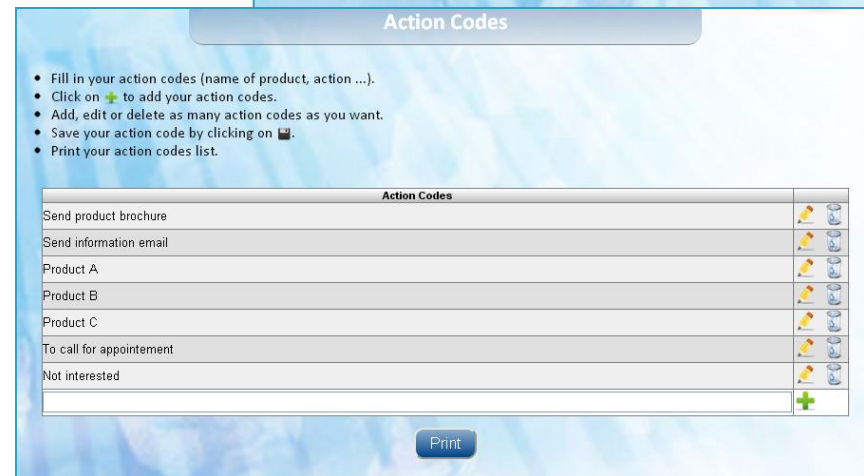 Action Codes
Fill in your action codes (name of product, action ...).
Click on to add your action codes.
Add, edit or delete as many action codes as you want.
Save your action code by clicking on .
Print your action codes list.
Action Codes
Send product brochure
Send information email
Product A
Product B
Product C
To call for appointement
Not interested
Print